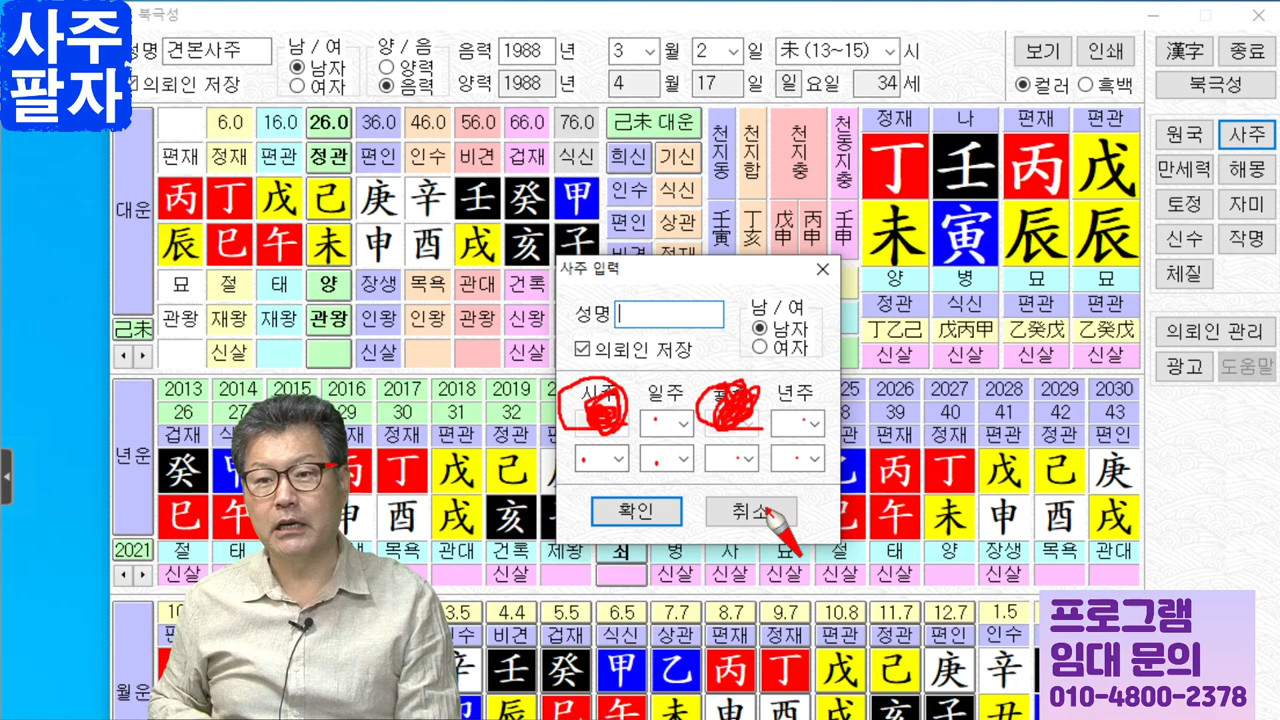 사주
팔자
북극성
성명 견본사주 남 / 여 양 / 음 음력 1988 년 3 월 2 일 未 (13~15) 시 보기 인쇄 漢字 종료
의뢰인 저장 남자 여자 양력 음력 양력 1988 년 4 월 17 일 일 요일 34 세 컬러 흑백 북극성
6.0 16.0 26.0 36.0 46.0 56.0 66.0 76.0 己未 대운 정재 나 편재 편관
편재 정재 편관 정관 편인 인수 비견 겁재 식신 희신 기신
대운 丙 丁 戊 己 庚 辛 壬 癸 甲 인수 식신 丁 壬 丙 戊
辰 巳 午 未 申 酉 戌 亥 子 편인 상관 未 寅 辰 辰
비견 정재
천지동 천지합 천지충 천동지충
壬寅 丁亥 戊申 丙申 壬申
묘 절 태 양 장생 목욕 관대 건록 양 병 묘 묘
관왕 재왕 재왕 관왕 인왕 인왕 관왕 신왕 정관 식신 편관 편관
己未 丁乙己 戊丙甲 乙癸戊 乙癸戊
신살 신살 신살 신살 신살 신살 신살
원국 사주
만세력 해몽
토정 자미
신수 작명
체질
의뢰인 관리
광고 도움말
사주 입력
성명 남 / 여
의뢰인 저장 남자
여자
일주 년주
확인 취소
2013 2014 2015 2016 2017 2018 2019 2026 2027 2028 2029 2030
26 30 31 32 39 40 41 42 43
겁재 정재 편관 정관 편재 정재 편관 정관 편인
년운 癸 丁 戊 己 丙 丁 戊 己 庚
巳 午 申 酉 戌 亥 午 未 申 酉 戌
2021 절 태 목욕 관대 건록 제왕 쇠 병 사 묘 절 태 양 장생 목욕 관대
신살 신살 신살 신살 신살 신살 신살 신살 신살
3.5 4.4 5.5 6.5 7.7 8.7 9.7 10.8 11.7 12.7 1.5
비견 겁재 식신 상관 편재 정재 편관 정관 편인 인수
월운 辛 壬 癸 甲 乙 丙 丁 戊 己 庚 辛
프로그램
임대 문의
010-4800-2378